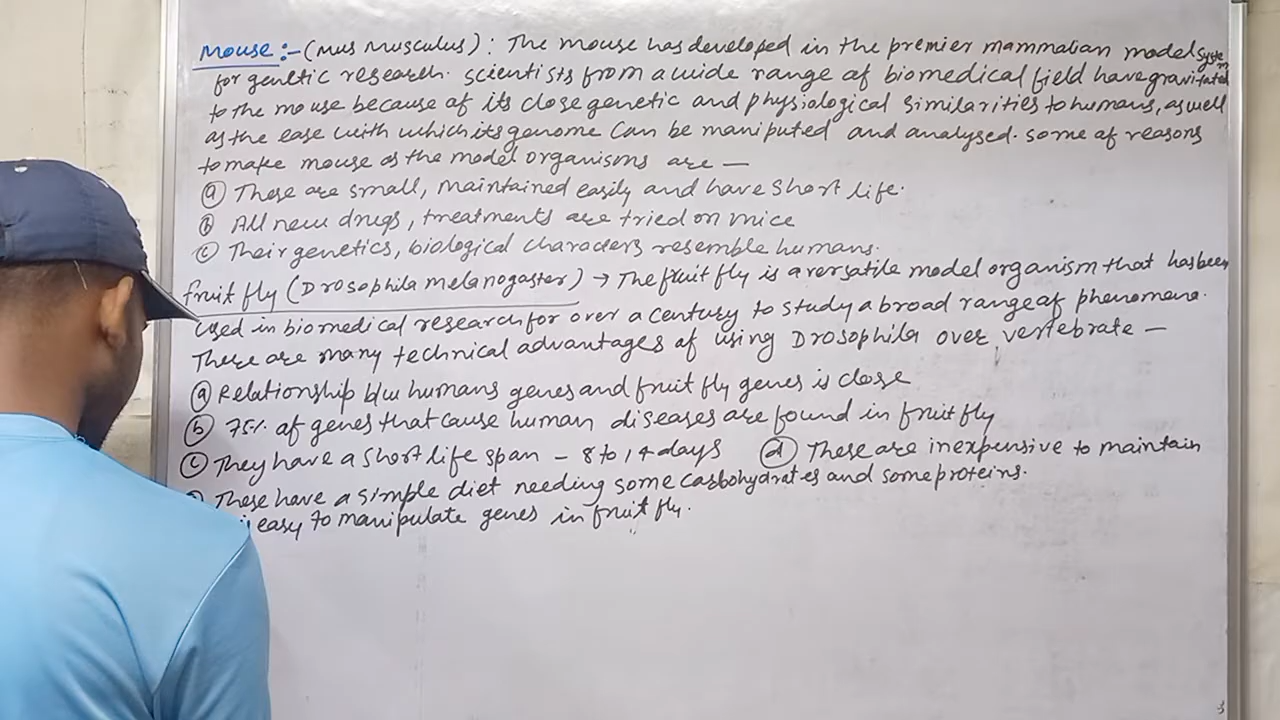 Mouse :- (Mus Musculus) : The mouse has developed in the premier mammalian model system
for genetic research. scientists from a wide range of biomedical field have gravitated
to the mouse because of its close genetic and physiological similarities to humans, as well
as the ease with which its genome can be maniputed and analysed. some of reasons
to make mouse as the model organisms are —
(a) These are small, maintained easily and have short life.
(b) All new drugs, treatments are tried on mice
(c) Their genetics, biological characters resemble humans.
fruit fly (Drosophila melanogaster) → The fruit fly is a versatile model organism that has been
used in biomedical research for over a century to study a broad range of phenomena.
There are many technical advantages of using Drosophila over vertebrate —
(a) Relationship b/w humans genes and fruit fly genes is close
(b) 75% of genes that cause human diseases are found in fruit fly
(c) They have a short life span – 8 to 14 days (d) These are inexpensive to maintain
These have a simple diet needing some carbohydrates and some proteins.
easy to manipulate genes in fruit fly.